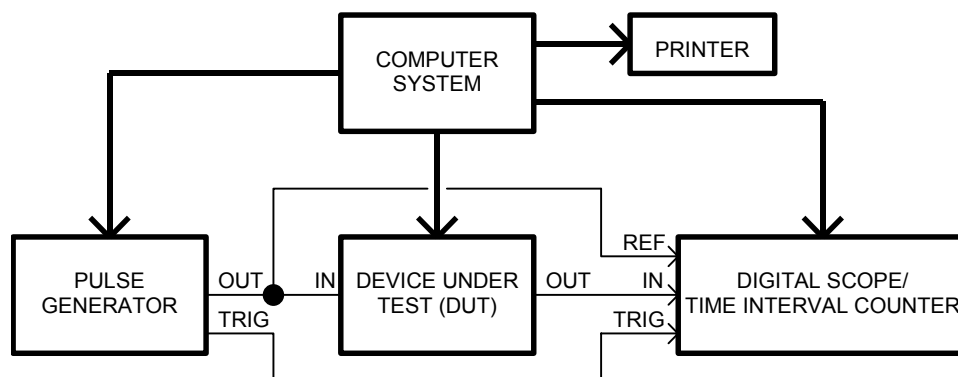 COMPUTER
SYSTEM
PRINTER
REF
PULSE
GENERATOR
OUT
TRIG
IN
DEVICE UNDER
TEST (DUT)
OUT
IN
TRIG
DIGITAL SCOPE/
TIME INTERVAL COUNTER